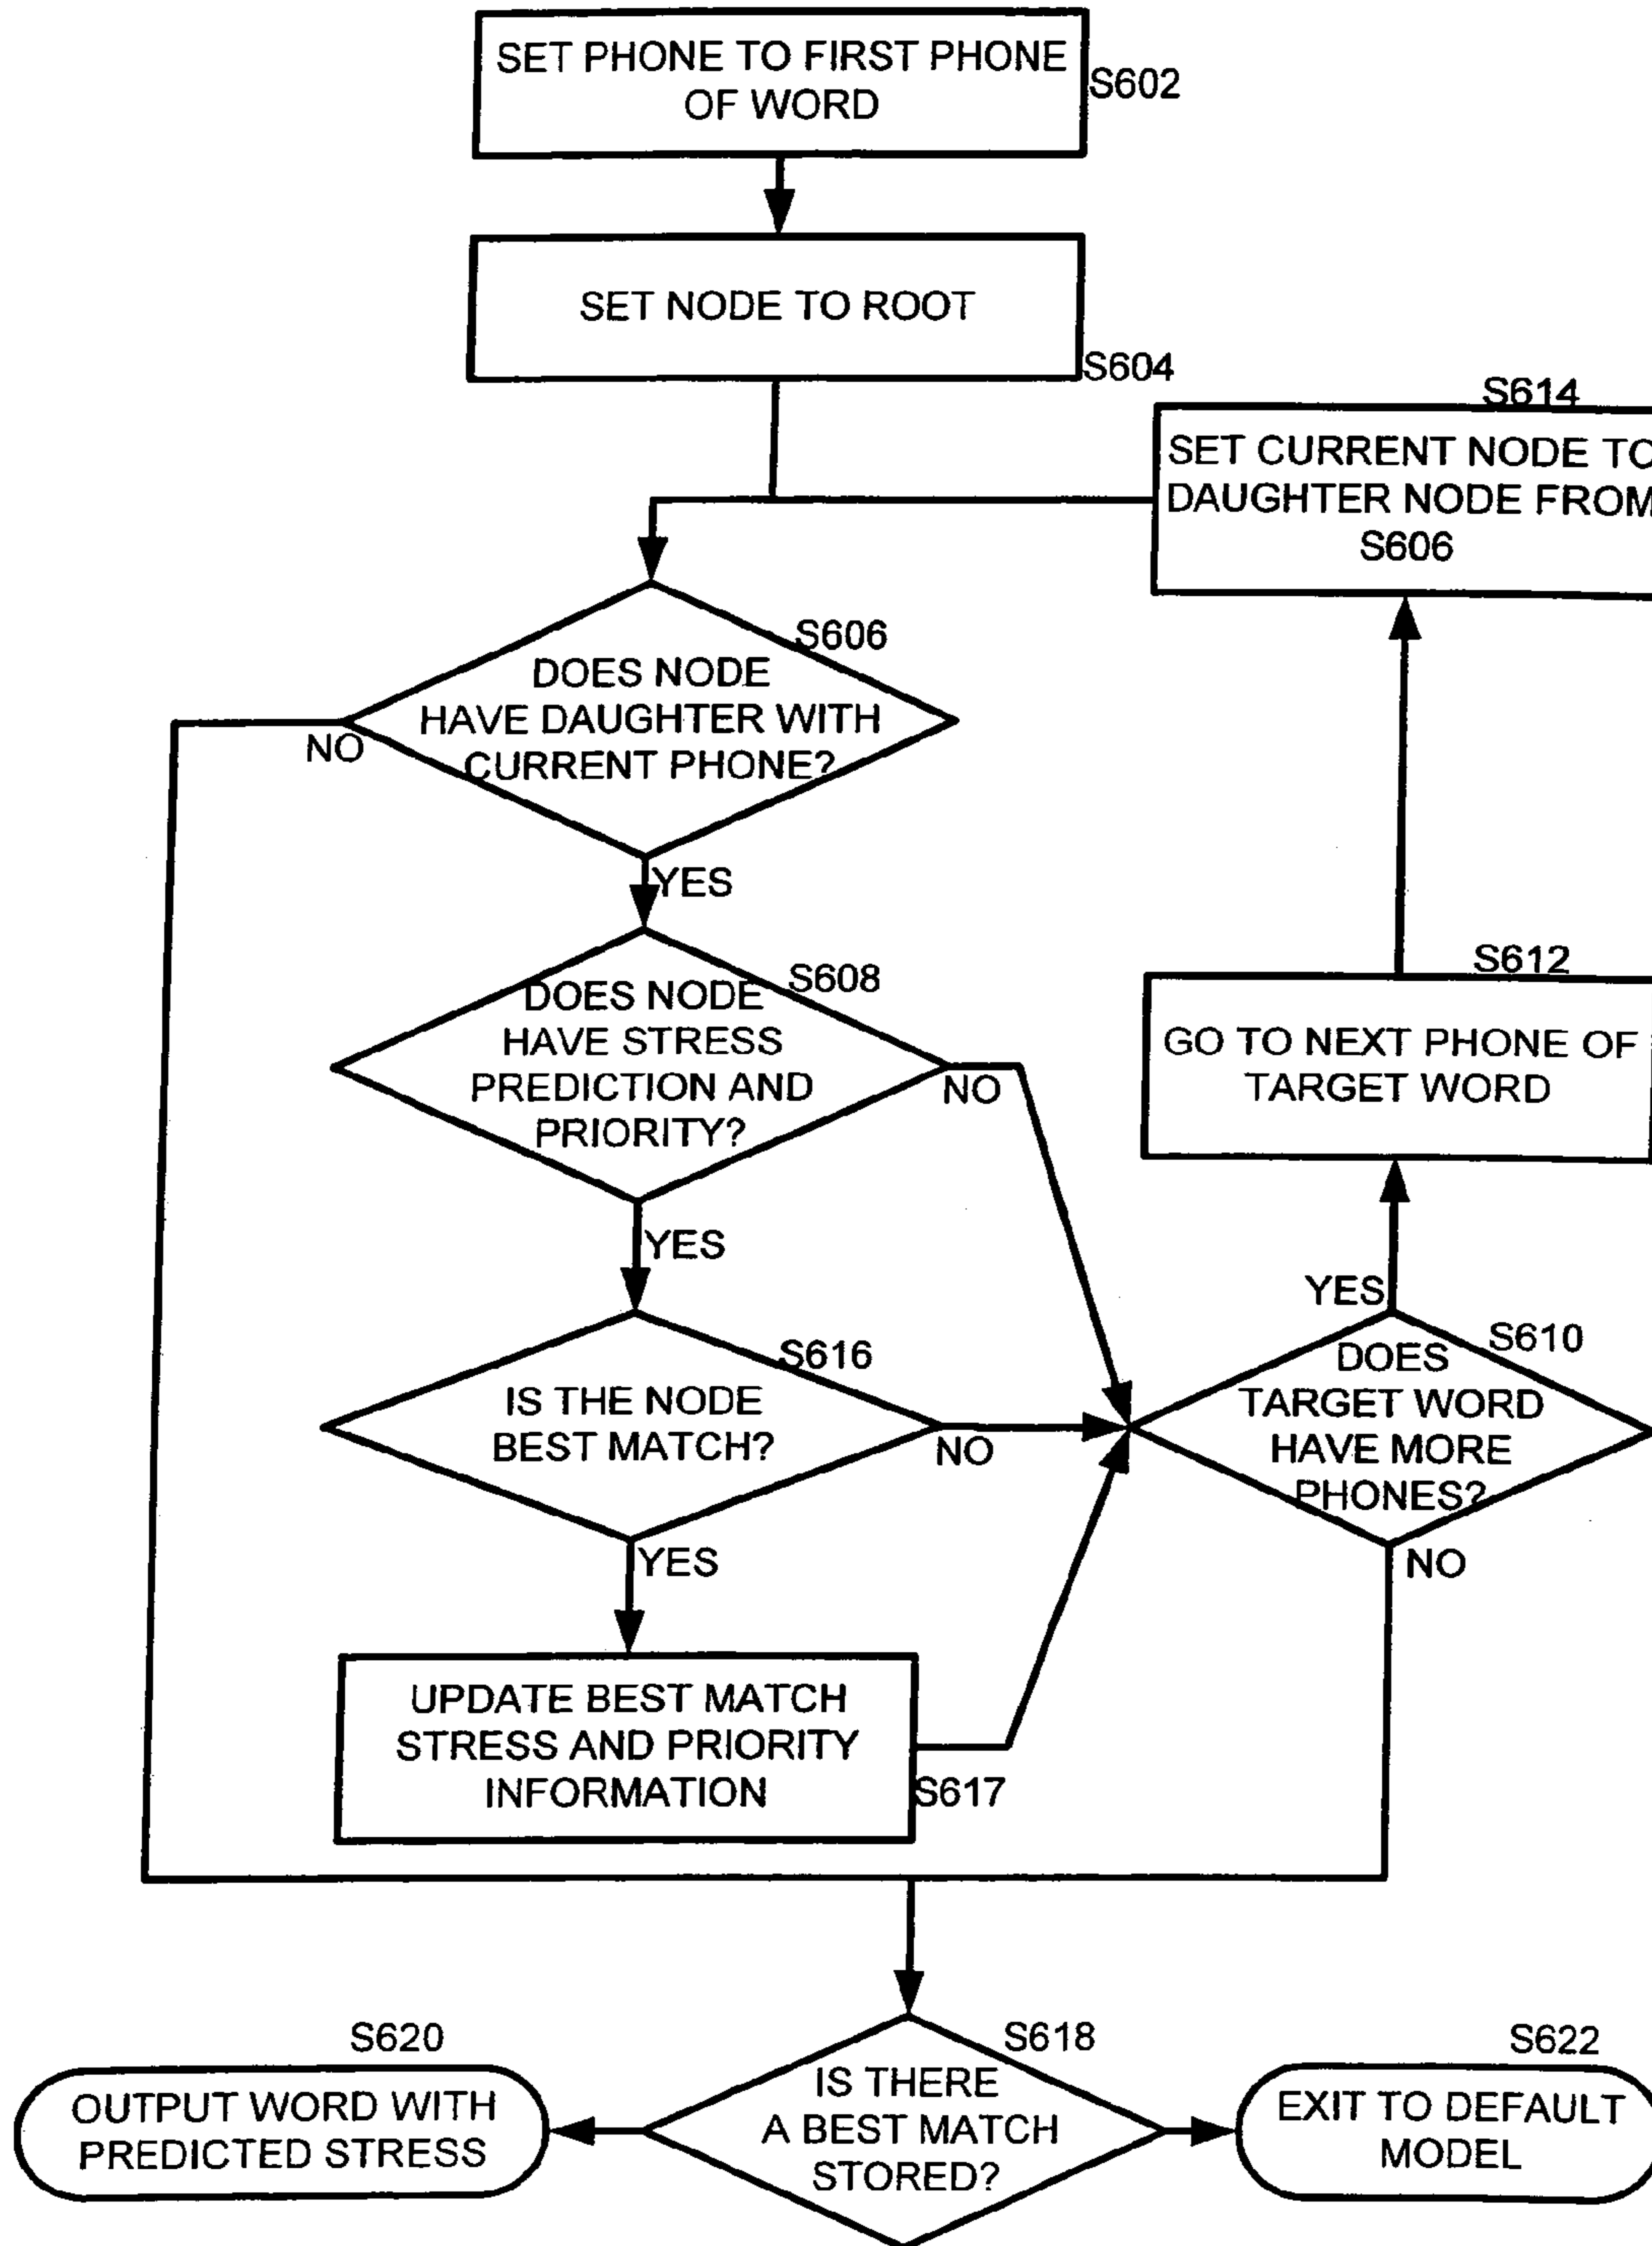 SET PHONE TO FIRST PHONE
OF WORD
S602
SET NODE TO ROOT
S604
S614
SET CURRENT NODE TO
DAUGHTER NODE FROM
S606
S606
DOES NODE
HAVE DAUGHTER WITH
CURRENT PHONE?
NO
YES
S608
DOES NODE
HAVE STRESS
PREDICTION AND
PRIORITY?
NO
YES
S612
GO TO NEXT PHONE OF
TARGET WORD
YES
S616
IS THE NODE
BEST MATCH?
NO
YES
S610
DOES
TARGET WORD
HAVE MORE
PHONES?
NO
UPDATE BEST MATCH
STRESS AND PRIORITY
INFORMATION
S617
S620
OUTPUT WORD WITH
PREDICTED STRESS
S618
IS THERE
A BEST MATCH
STORED?
S622
EXIT TO DEFAULT
MODEL